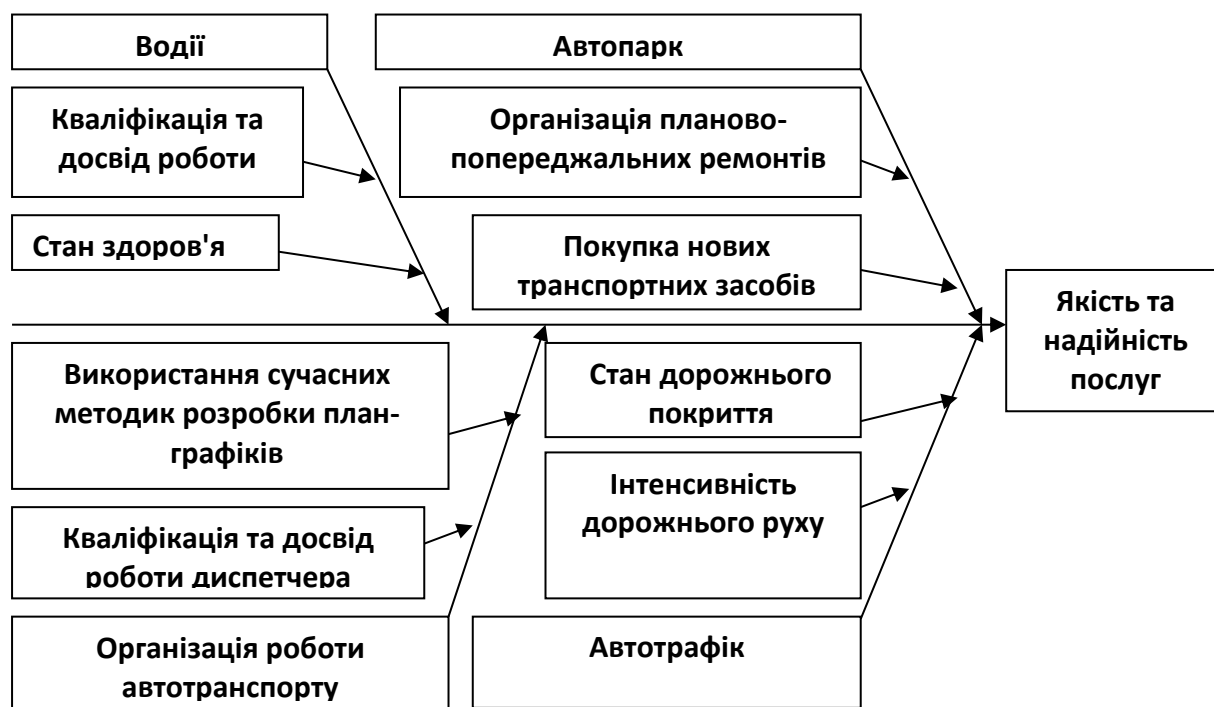 Водії
Автопарк
Кваліфікація та
досвід роботи
Організація планово-
попереджальних ремонтів
Стан здоров'я
Покупка нових
транспортних засобів
Якість та
надійність
послуг
Використання сучасних
методик розробки план-
графіків
Стан дорожнього
покриття
Інтенсивність
дорожнього руху
Кваліфікація та досвід
роботи диспетчера
Організація роботи
автотранспорту
Автотрафік